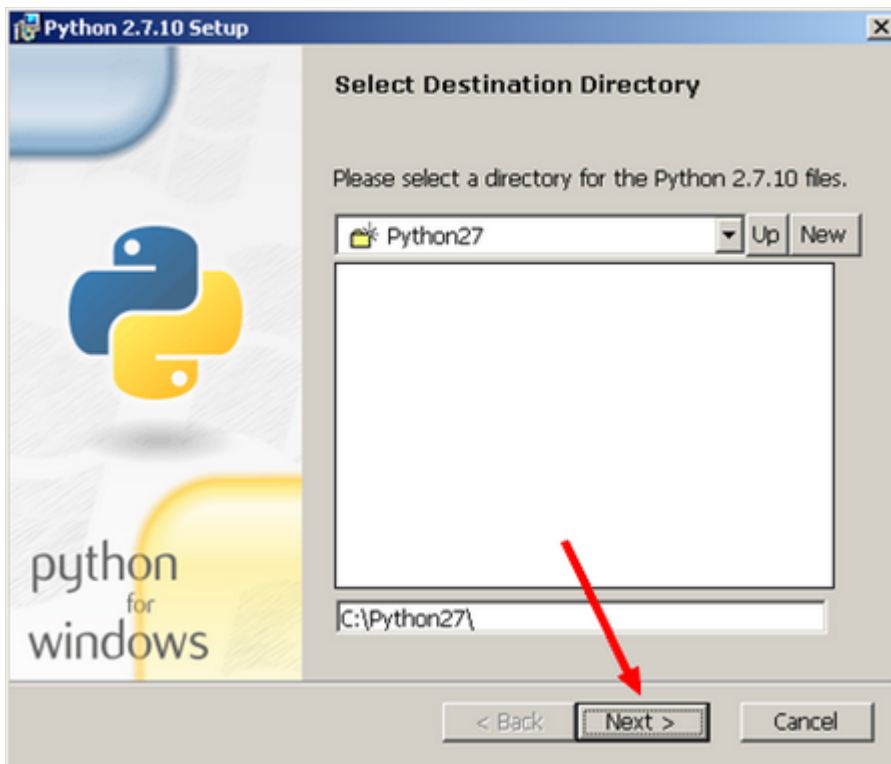 Python 2.7.10 Setup
Select Destination Directory
Please select a directory for the Python 2.7.10 files.
Python27
Up
New
C:\Python27\
python
for
windows
< Back
Next >
Cancel